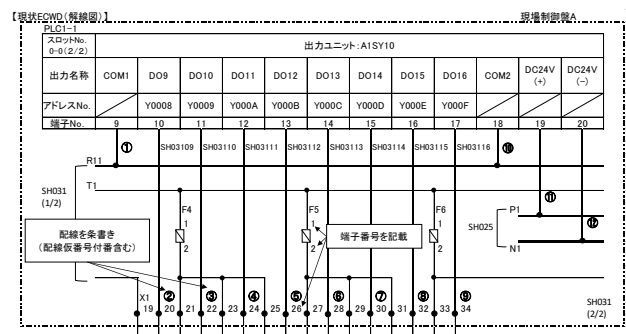 【現状ECWD(解線図)】 現場制御盤A
PLC1-1
スロットNo.
0-0(2/2)
出力ユニット:A1SY10
出力名称 COM1 DO9 DO10 DO11 DO12 DO13 DO14 DO15 DO16 COM2 DC24V(+) DC24V(-)
アドレスNo. Y0008 Y0009 Y000A Y000B Y000C Y000D Y000E Y000F
端子No. 9 10 11 12 13 14 15 16 17 18 19 20
① SH03109 SH03110 SH03111 SH03112 SH03113 SH03114 SH03115 SH03116 ⑩
R11
T1
SH031
(1/2)
⑪
⑫
F4 F5 F6
1 1 1
2 2 2
SH025
P1
N1
配線を条書き
(配線仮番号付番含む)
端子番号を記載
X1
② ③ ④ ⑤ ⑥ ⑦ ⑧ ⑨
19 20 21 22 23 24 25 26 27 28 29 30 31 32 33 34
SH031
(2/2)